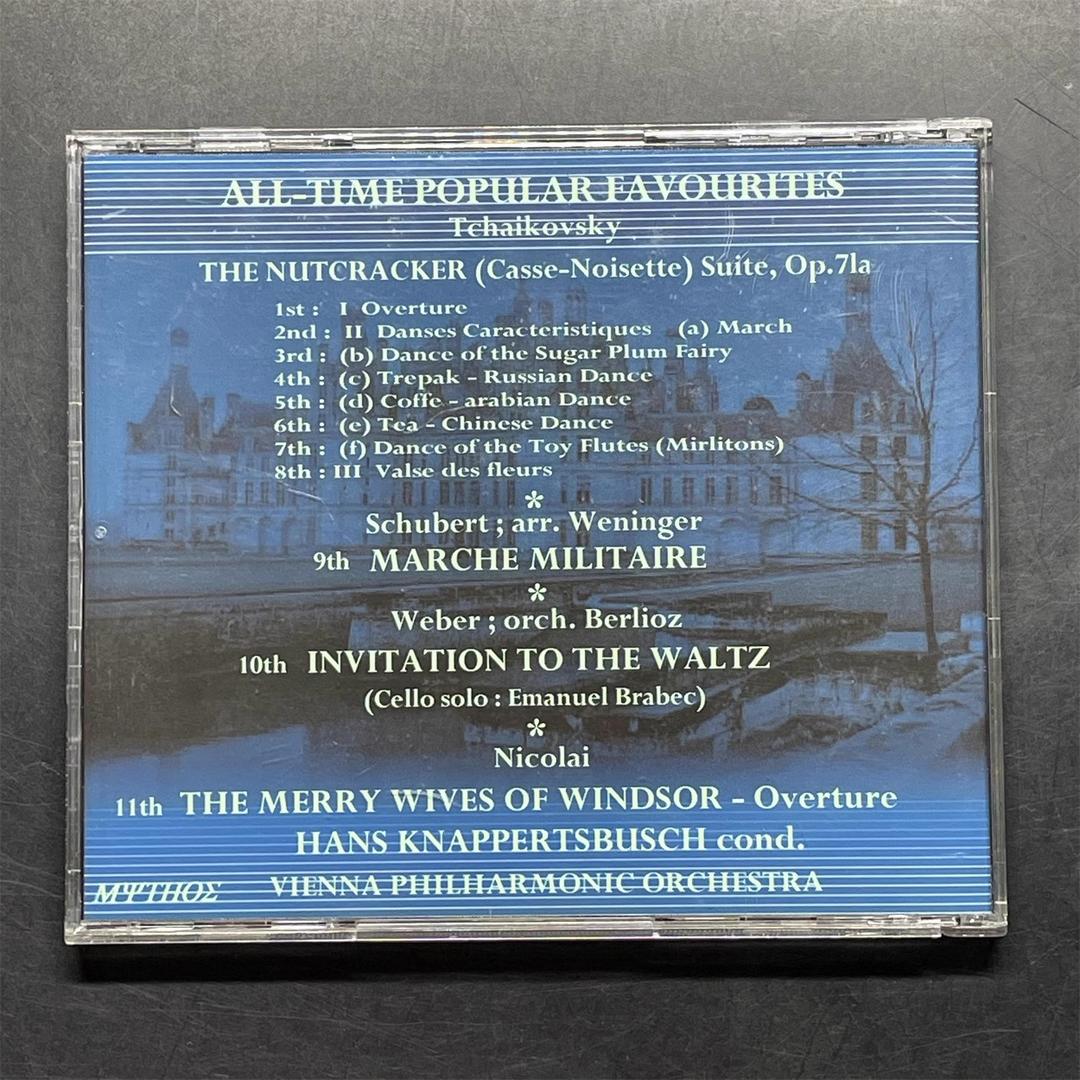 ALL-TIME POPULAR FAVOURITES
Tchaikovsky
THE NUTCRACKER (Casse-Noisette) Suite, Op.7la
1st : I Overture
2nd : II Danses Caracteristiques (a) March
3rd : (b) Dance of the Sugar Plum Fairy
4th : (c) Trepak - Russian Dance
5th : (d) Coffe - arabian Dance
6th : (e) Tea - Chinese Dance
7th : (f) Dance of the Toy Flutes (Mirlitons)
8th : III Valse des fleurs
*
Schubert ; arr. Weninger
9th MARCHE MILITAIRE
*
Weber ; orch. Berlioz
10th INVITATION TO THE WALTZ
(Cello solo : Emanuel Brabec)
*
Nicolai
11th THE MERRY WIVES OF WINDSOR - Overture
HANS KNAPPERTSBUSCH cond.
ΜΨΤΗΟΣ VIENNA PHILHARMONIC ORCHESTRA